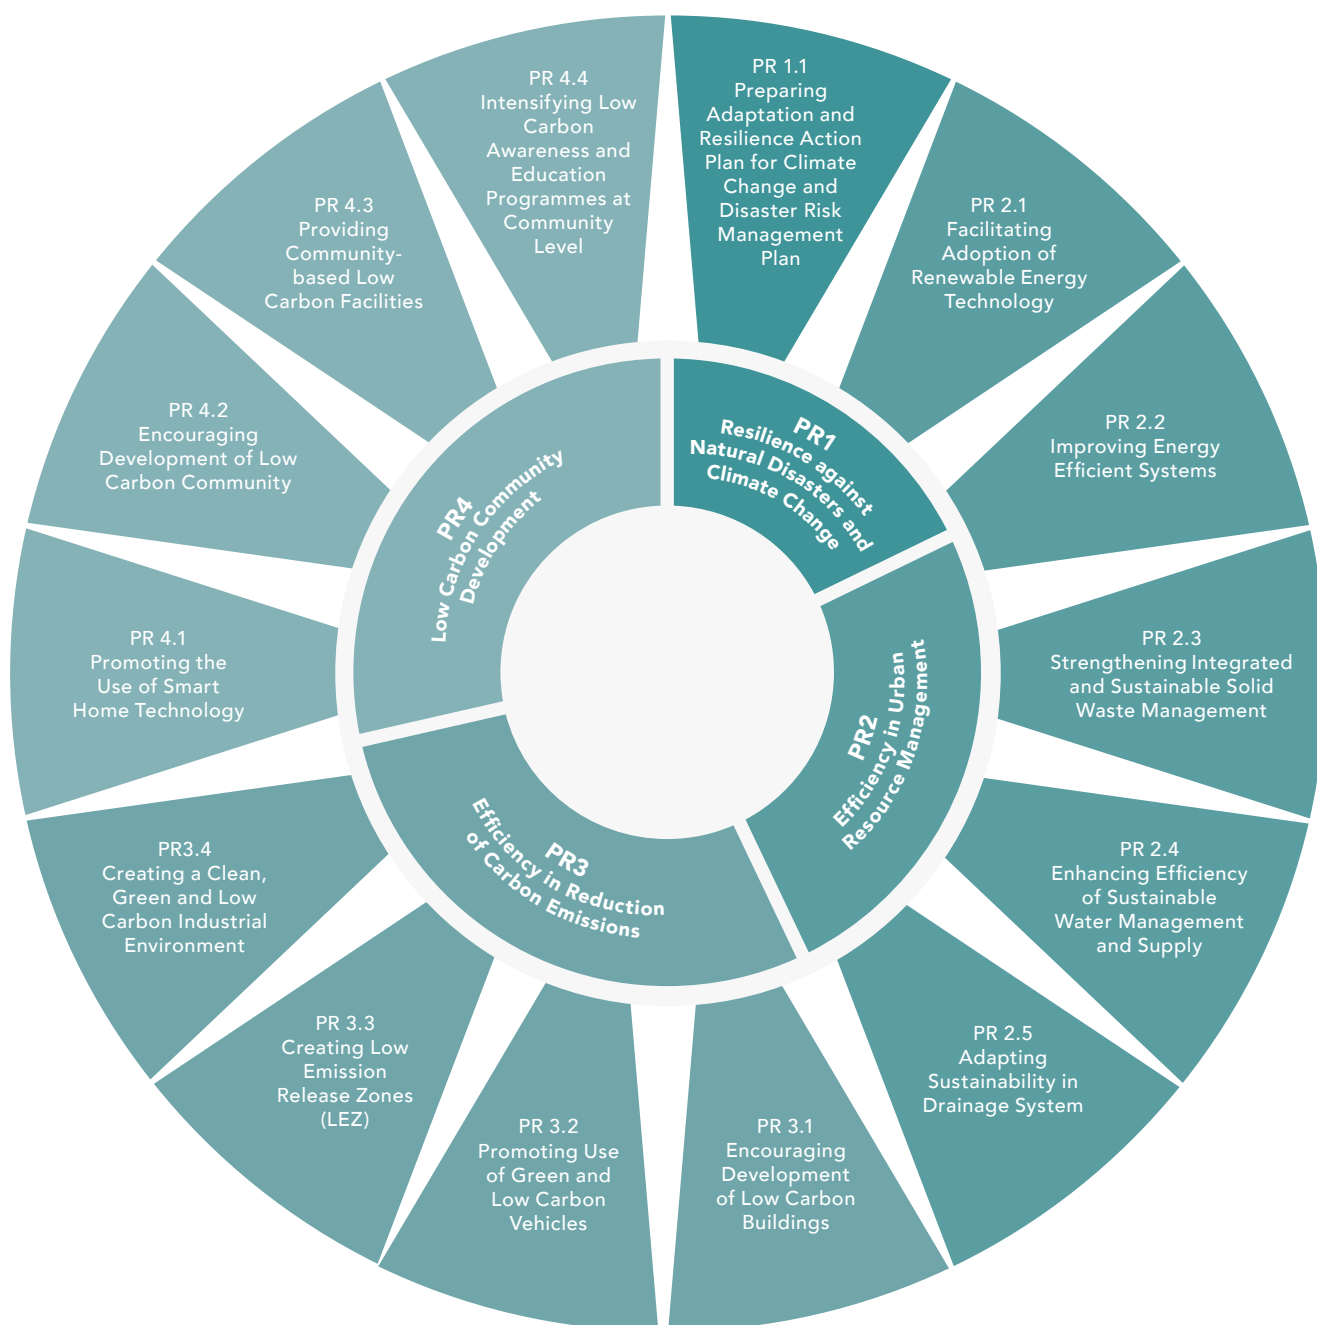 PR 1.1
Preparing
Adaptation and
Resilience Action
Plan for Climate
Change and
Disaster Risk
Management
Plan
PR 2.1
Facilitating
Adoption of
Renewable Energy
Technology
PR 2.2
Improving Energy
Efficient Systems
PR 2.3
Strengthening Integrated
and Sustainable Solid
Waste Management
PR 2.4
Enhancing Efficiency
of Sustainable
Water Management
and Supply
PR 2.5
Adapting
Sustainability in
Drainage System
PR 3.1
Encouraging
Development
of Low Carbon
Buildings
PR 3.2
Promoting Use
of Green and
Low Carbon
Vehicles
PR 3.3
Creating Low
Emission
Release Zones
(LEZ)
PR3.4
Creating a Clean,
Green and Low
Carbon Industrial
Environment
PR 4.1
Promoting the
Use of Smart
Home Technology
PR 4.2
Encouraging
Development of Low
Carbon Community
PR 4.3
Providing
Community-
based Low
Carbon Facilities
PR 4.4
Intensifying Low
Carbon
Awareness and
Education
Programmes at
Community
Level
PR1
Resilience against
Natural Disasters and
Climate Change
PR2
Efficiency in Urban
Resource Management
PR3
Efficiency in Reduction
of Carbon Emissions
PR4
Low Carbon Community
Development